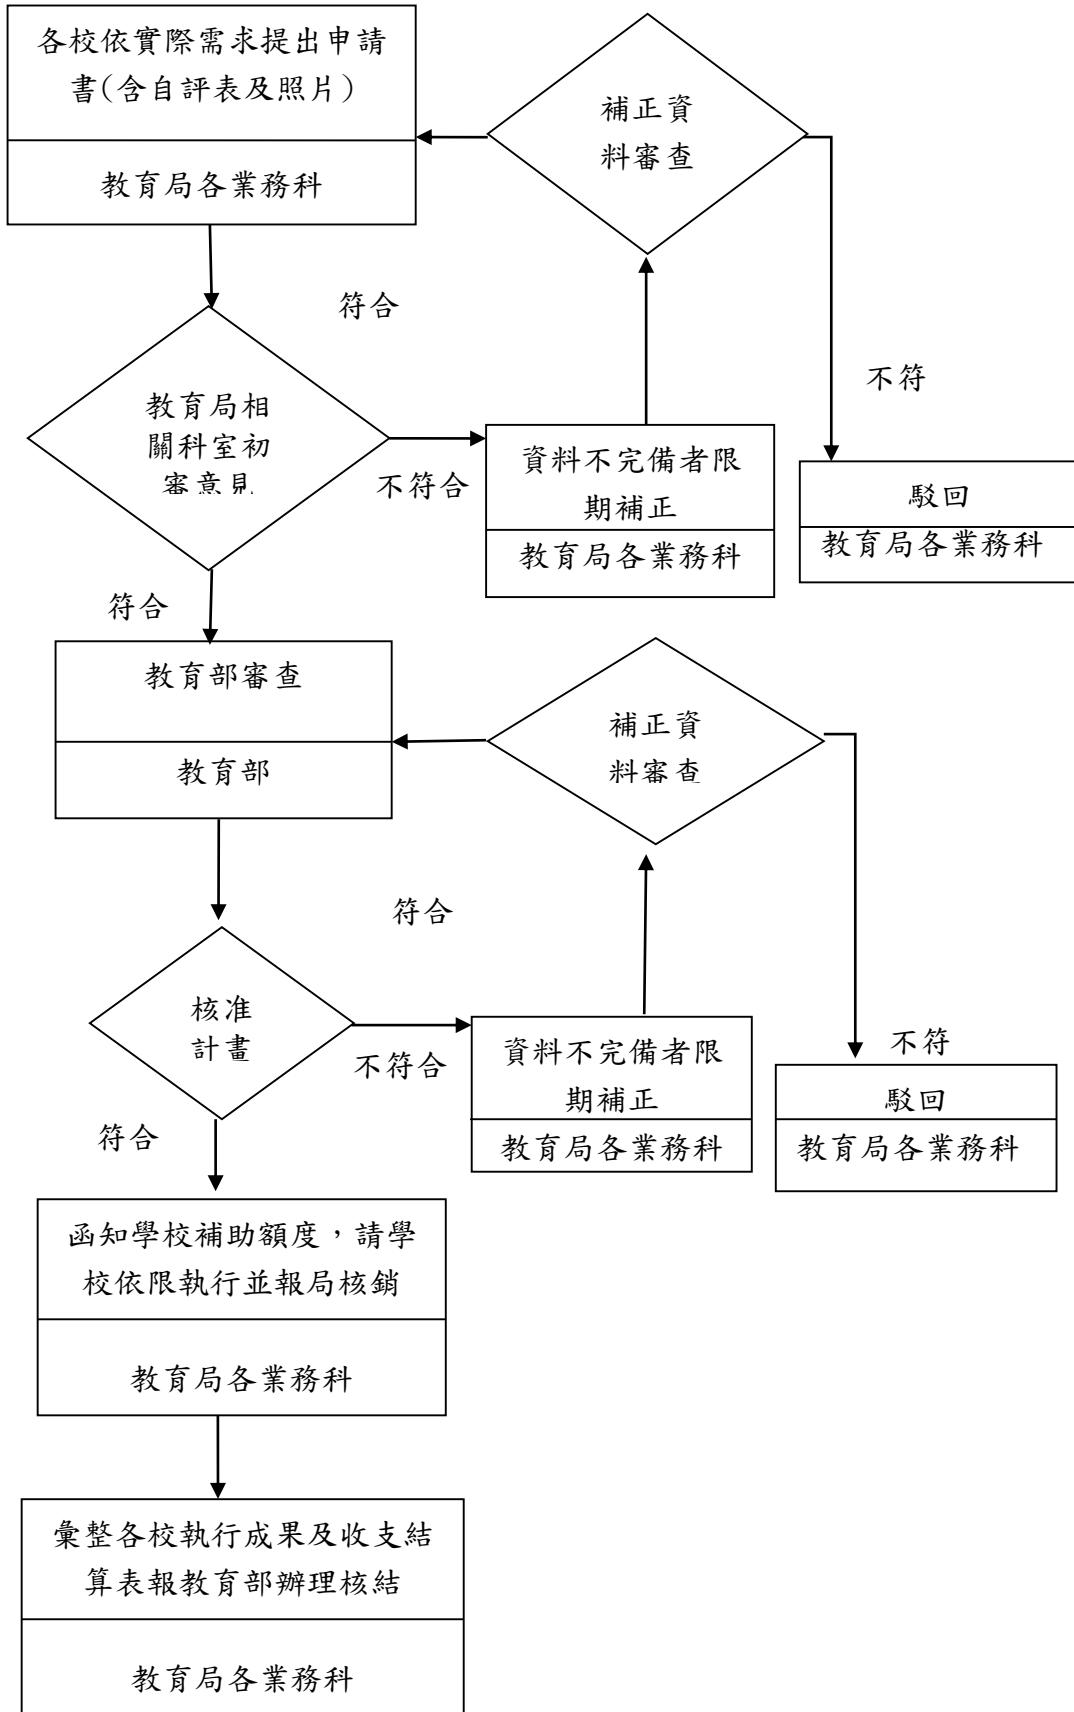 各校依實際需求提出申請
書(含自評表及照片)
教育局各業務科
補正資
料審查
符合
不符
教育局相
關科室初
審意見
不符合
資料不完備者限
期補正
教育局各業務科
駁回
教育局各業務科
符合
教育部審查
教育部
補正資
料審查
符合
核准
計畫
不符合
資料不完備者限
期補正
教育局各業務科
不符
駁回
教育局各業務科
符合
函知學校補助額度，請學
校依限執行並報局核銷
教育局各業務科
彙整各校執行成果及收支結
算表報教育部辦理核結
教育局各業務科